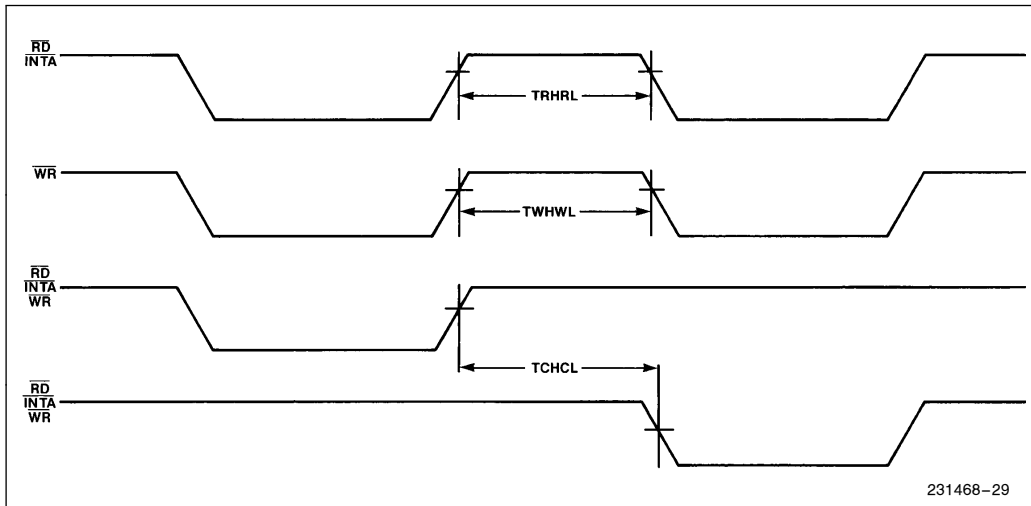 RD
INTA
TRHRL
WR
TWHWL
RD
INTA
WR
TCHCL
RD
INTA
WR
231468–29